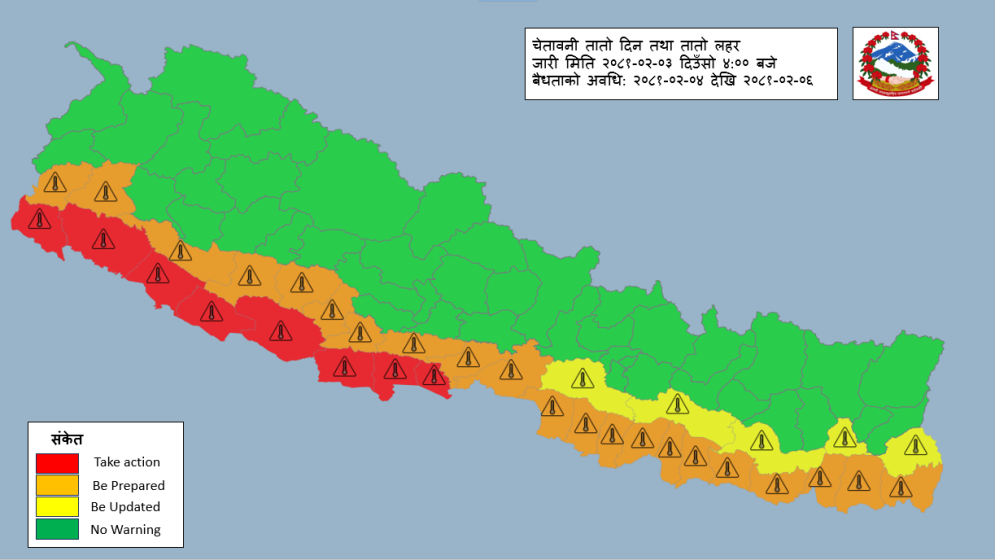 चेतावनी तातो दिन तथा तातो लहर
जारी मिति २०८१-०२-०३ दिउँसो ४:०० बजे
बैधताको अवधि: २०८१-०२-०४ देखि २०८१-०२-०६
संकेत
Take action
Be Prepared
Be Updated
No Warning